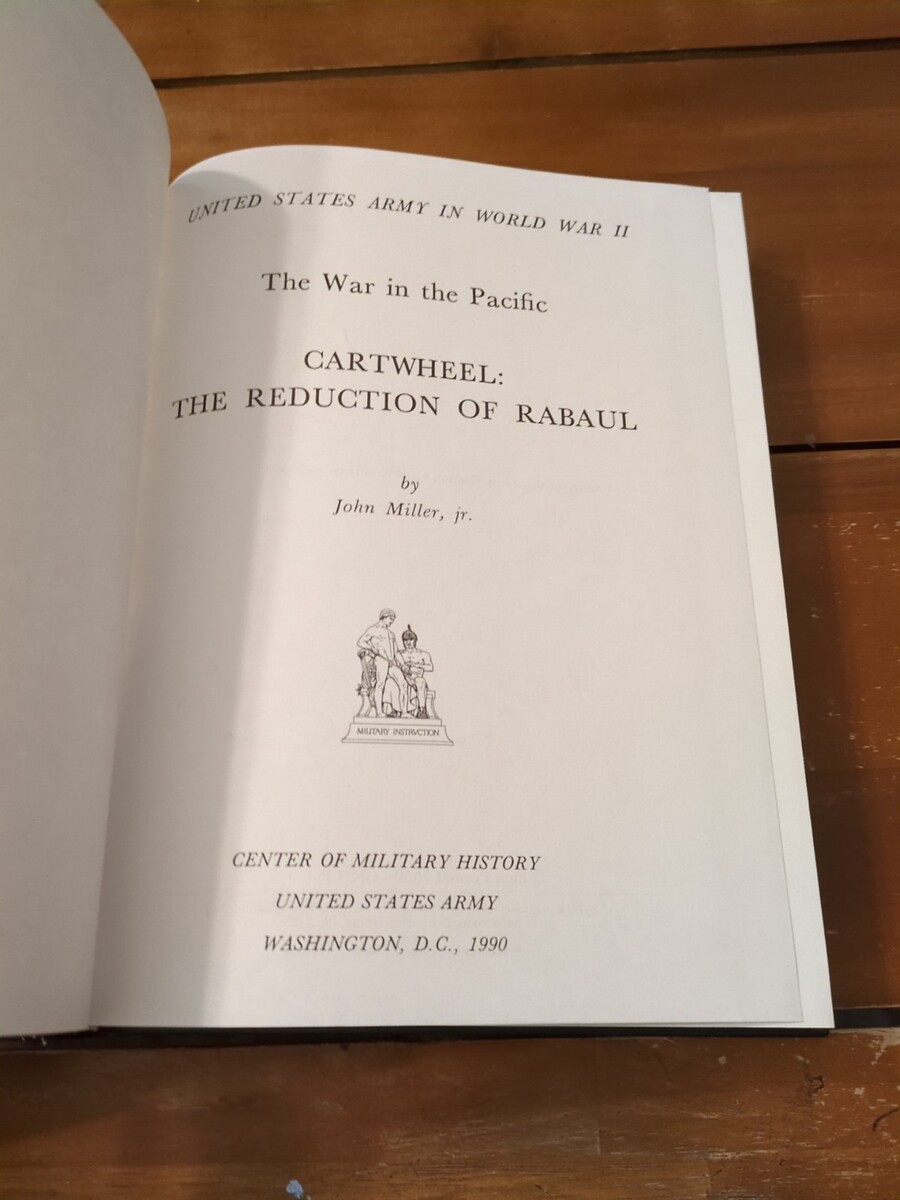 UNITED STATES ARMY IN WORLD WAR II
The War in the Pacific
CARTWHEEL:
THE REDUCTION OF RABAUL
by
John Miller, jr.
MILITARY INSTRVCTION
CENTER OF MILITARY HISTORY
UNITED STATES ARMY
WASHINGTON, D.C., 1990